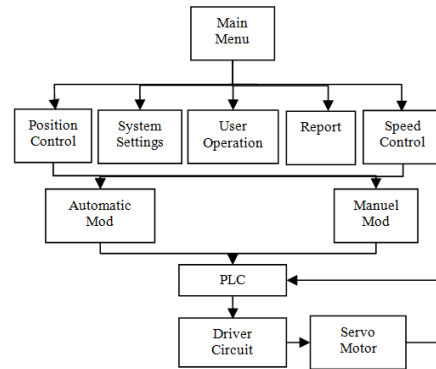 Main
Menu
Position
Control
System
Settings
User
Operation
Report
Speed
Control
Automatic
Mod
Manuel
Mod
PLC
Driver
Circuit
Servo
Motor